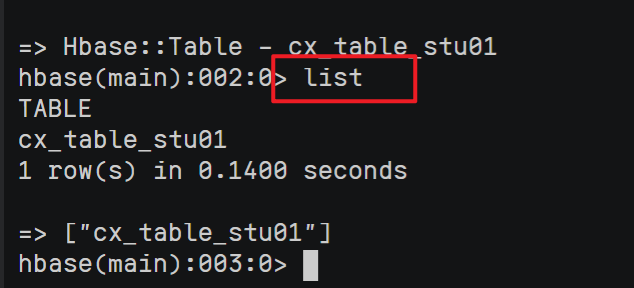 => Hbase::Table - cx_table_stu01
hbase(main):002:0> list
TABLE
cx_table_stu01
1 row(s) in 0.1400 seconds
=> ["cx_table_stu01"]
hbase(main):003:0>